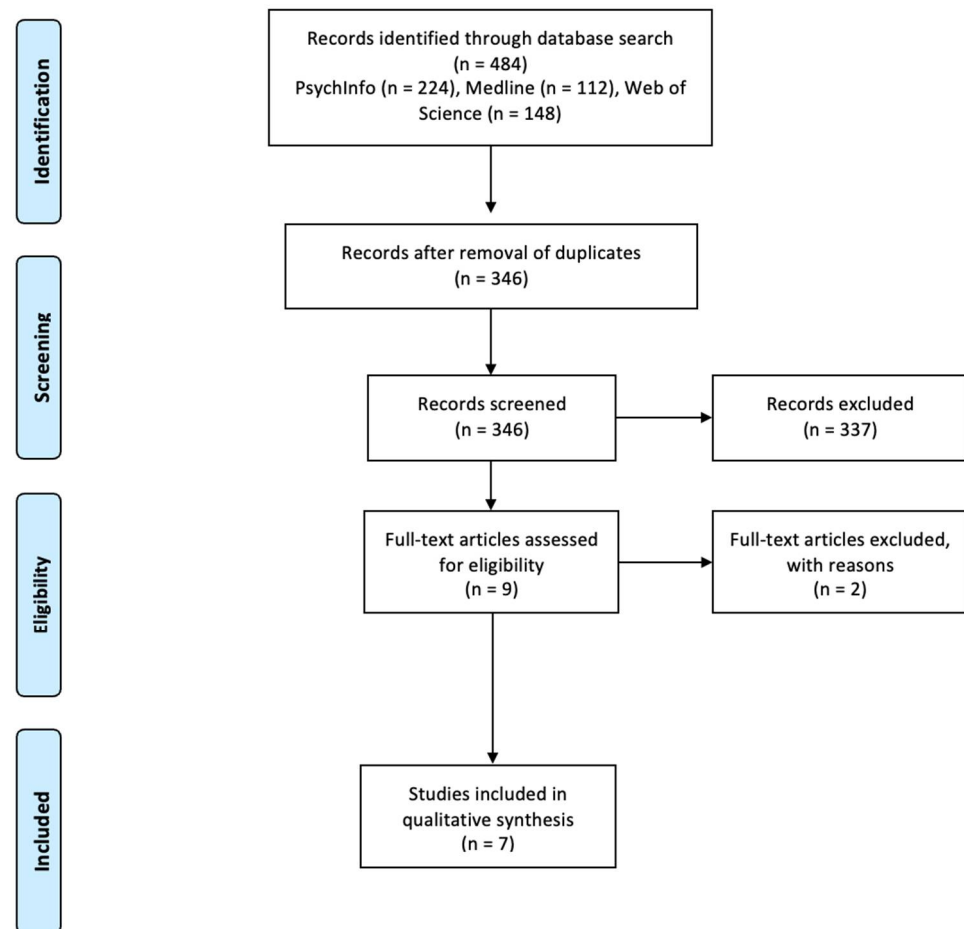 Identification
Records identified through database search
(n = 484)
PsychInfo (n = 224), Medline (n = 112), Web of
Science (n = 148)
Records after removal of duplicates
(n = 346)
Screening
Records screened
(n = 346)
Records excluded
(n = 337)
Eligibility
Full-text articles assessed
for eligibility
(n = 9)
Full-text articles excluded,
with reasons
(n = 2)
Included
Studies included in
qualitative synthesis
(n = 7)